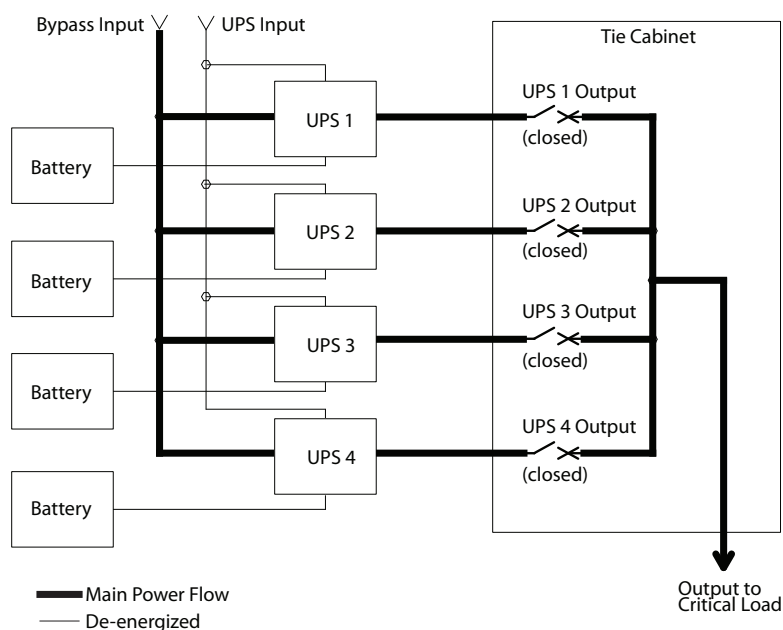 Bypass Input
UPS Input
Tie Cabinet
UPS 1 Output
UPS 1
(closed)
Battery
UPS 2 Output
UPS 2
(closed)
Battery
UPS 3 Output
UPS 3
(closed)
Battery
UPS 4 Output
UPS 4
(closed)
Battery
Main Power Flow
De-energized
Output to
Critical Load